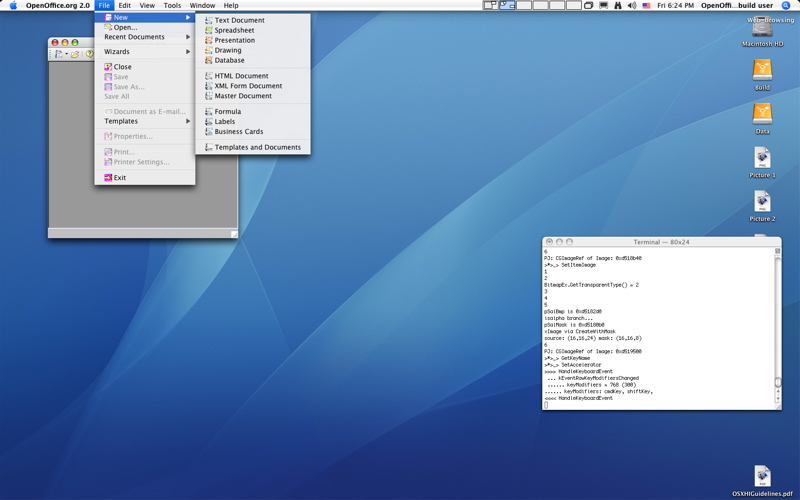 OpenOffice.org 2.0 File Edit View Tools Window Help Fri 6:24 PM OpenOffi...build user
Web-Browsing
Macintosh HD
Build
Data
Picture 1
Picture 2
OSXHIGuidelines.pdf
New
Open...
Recent Documents
Wizards
Close
Save
Save As...
Save All
Document as E-mail...
Templates
Properties...
Print...
Printer Settings...
Exit
Text Document
Spreadsheet
Presentation
Drawing
Database
HTML Document
XML Form Document
Master Document
Formula
Labels
Business Cards
Templates and Documents
Terminal — 80x24
6
PJ: CGImageRef of Image: 0xd518b40
>*>_> SetItemImage
1
2
BitmapEx.GetTransparentType() = 2
3
4
5
pSalBmp is 0xd5182d0
isalpha branch...
pSalMask is 0xd5180b0
xImage via CreateWithMask
source: (16,16,24) mask: (16,16,8)
6
PJ: CGImageRef of Image: 0xd519500
>*>_> GetKeyName
>*>_> SetAccelerator
>>>> HandleKeyboardEvent
... kEventRawKeyModifiersChanged
...... keyModifiers = 768 (300)
...... keyModifiers: cmdKey, shiftKey,
<<<< HandleKeyboardEvent